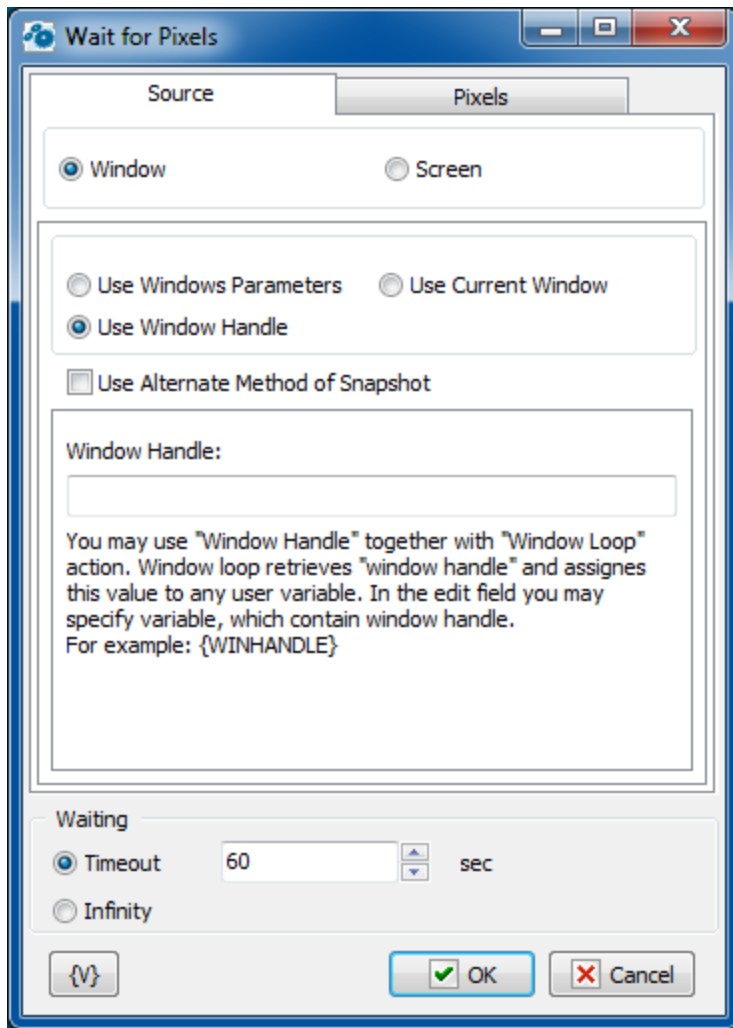 Wait for Pixels
Source Pixels
Window Screen
Use Windows Parameters Use Current Window
Use Window Handle
Use Alternate Method of Snapshot
Window Handle:
You may use "Window Handle" together with "Window Loop"
action. Window loop retrieves "window handle" and assignes
this value to any user variable. In the edit field you may
specify variable, which contain window handle.
For example: {WINHANDLE}
Waiting
Timeout 60 sec
Infinity
{V} OK Cancel